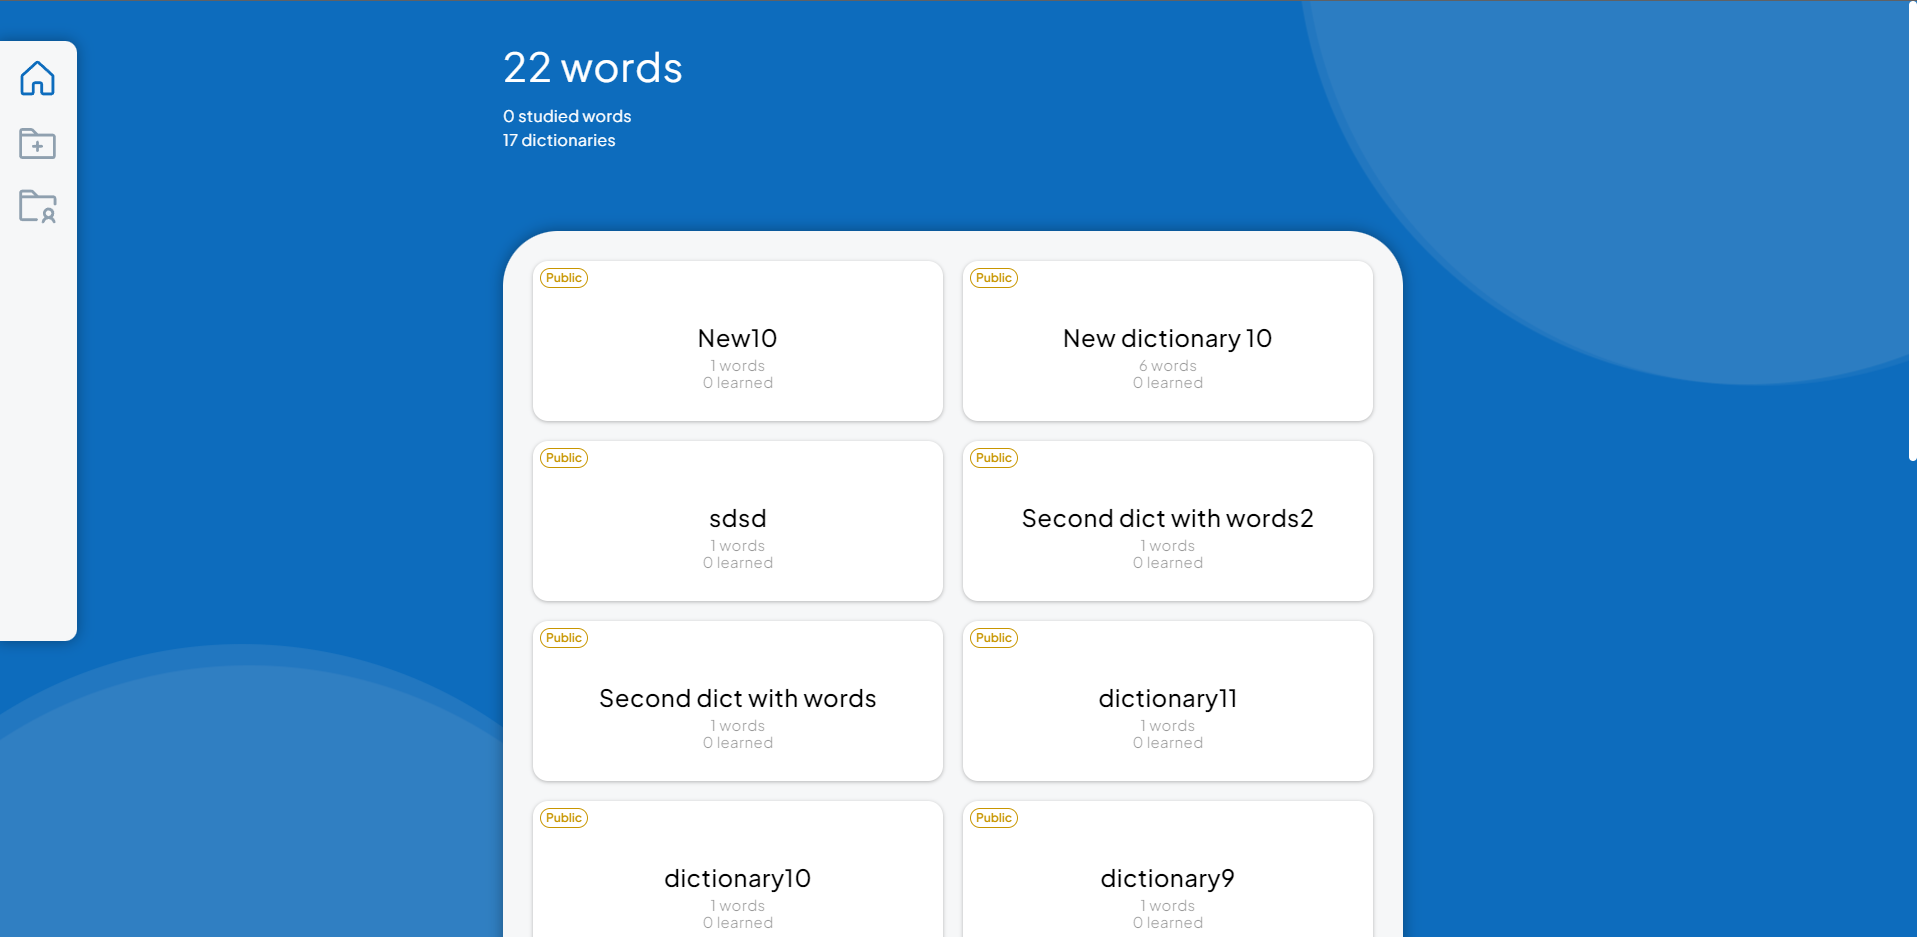 22 words
0 studied words
17 dictionaries
Public
New10
1 words
0 learned
Public
New dictionary 10
6 words
0 learned
Public
sdsd
1 words
0 learned
Public
Second dict with words2
1 words
0 learned
Public
Second dict with words
1 words
0 learned
Public
dictionary11
1 words
0 learned
Public
dictionary10
1 words
0 learned
Public
dictionary9
1 words
0 learned